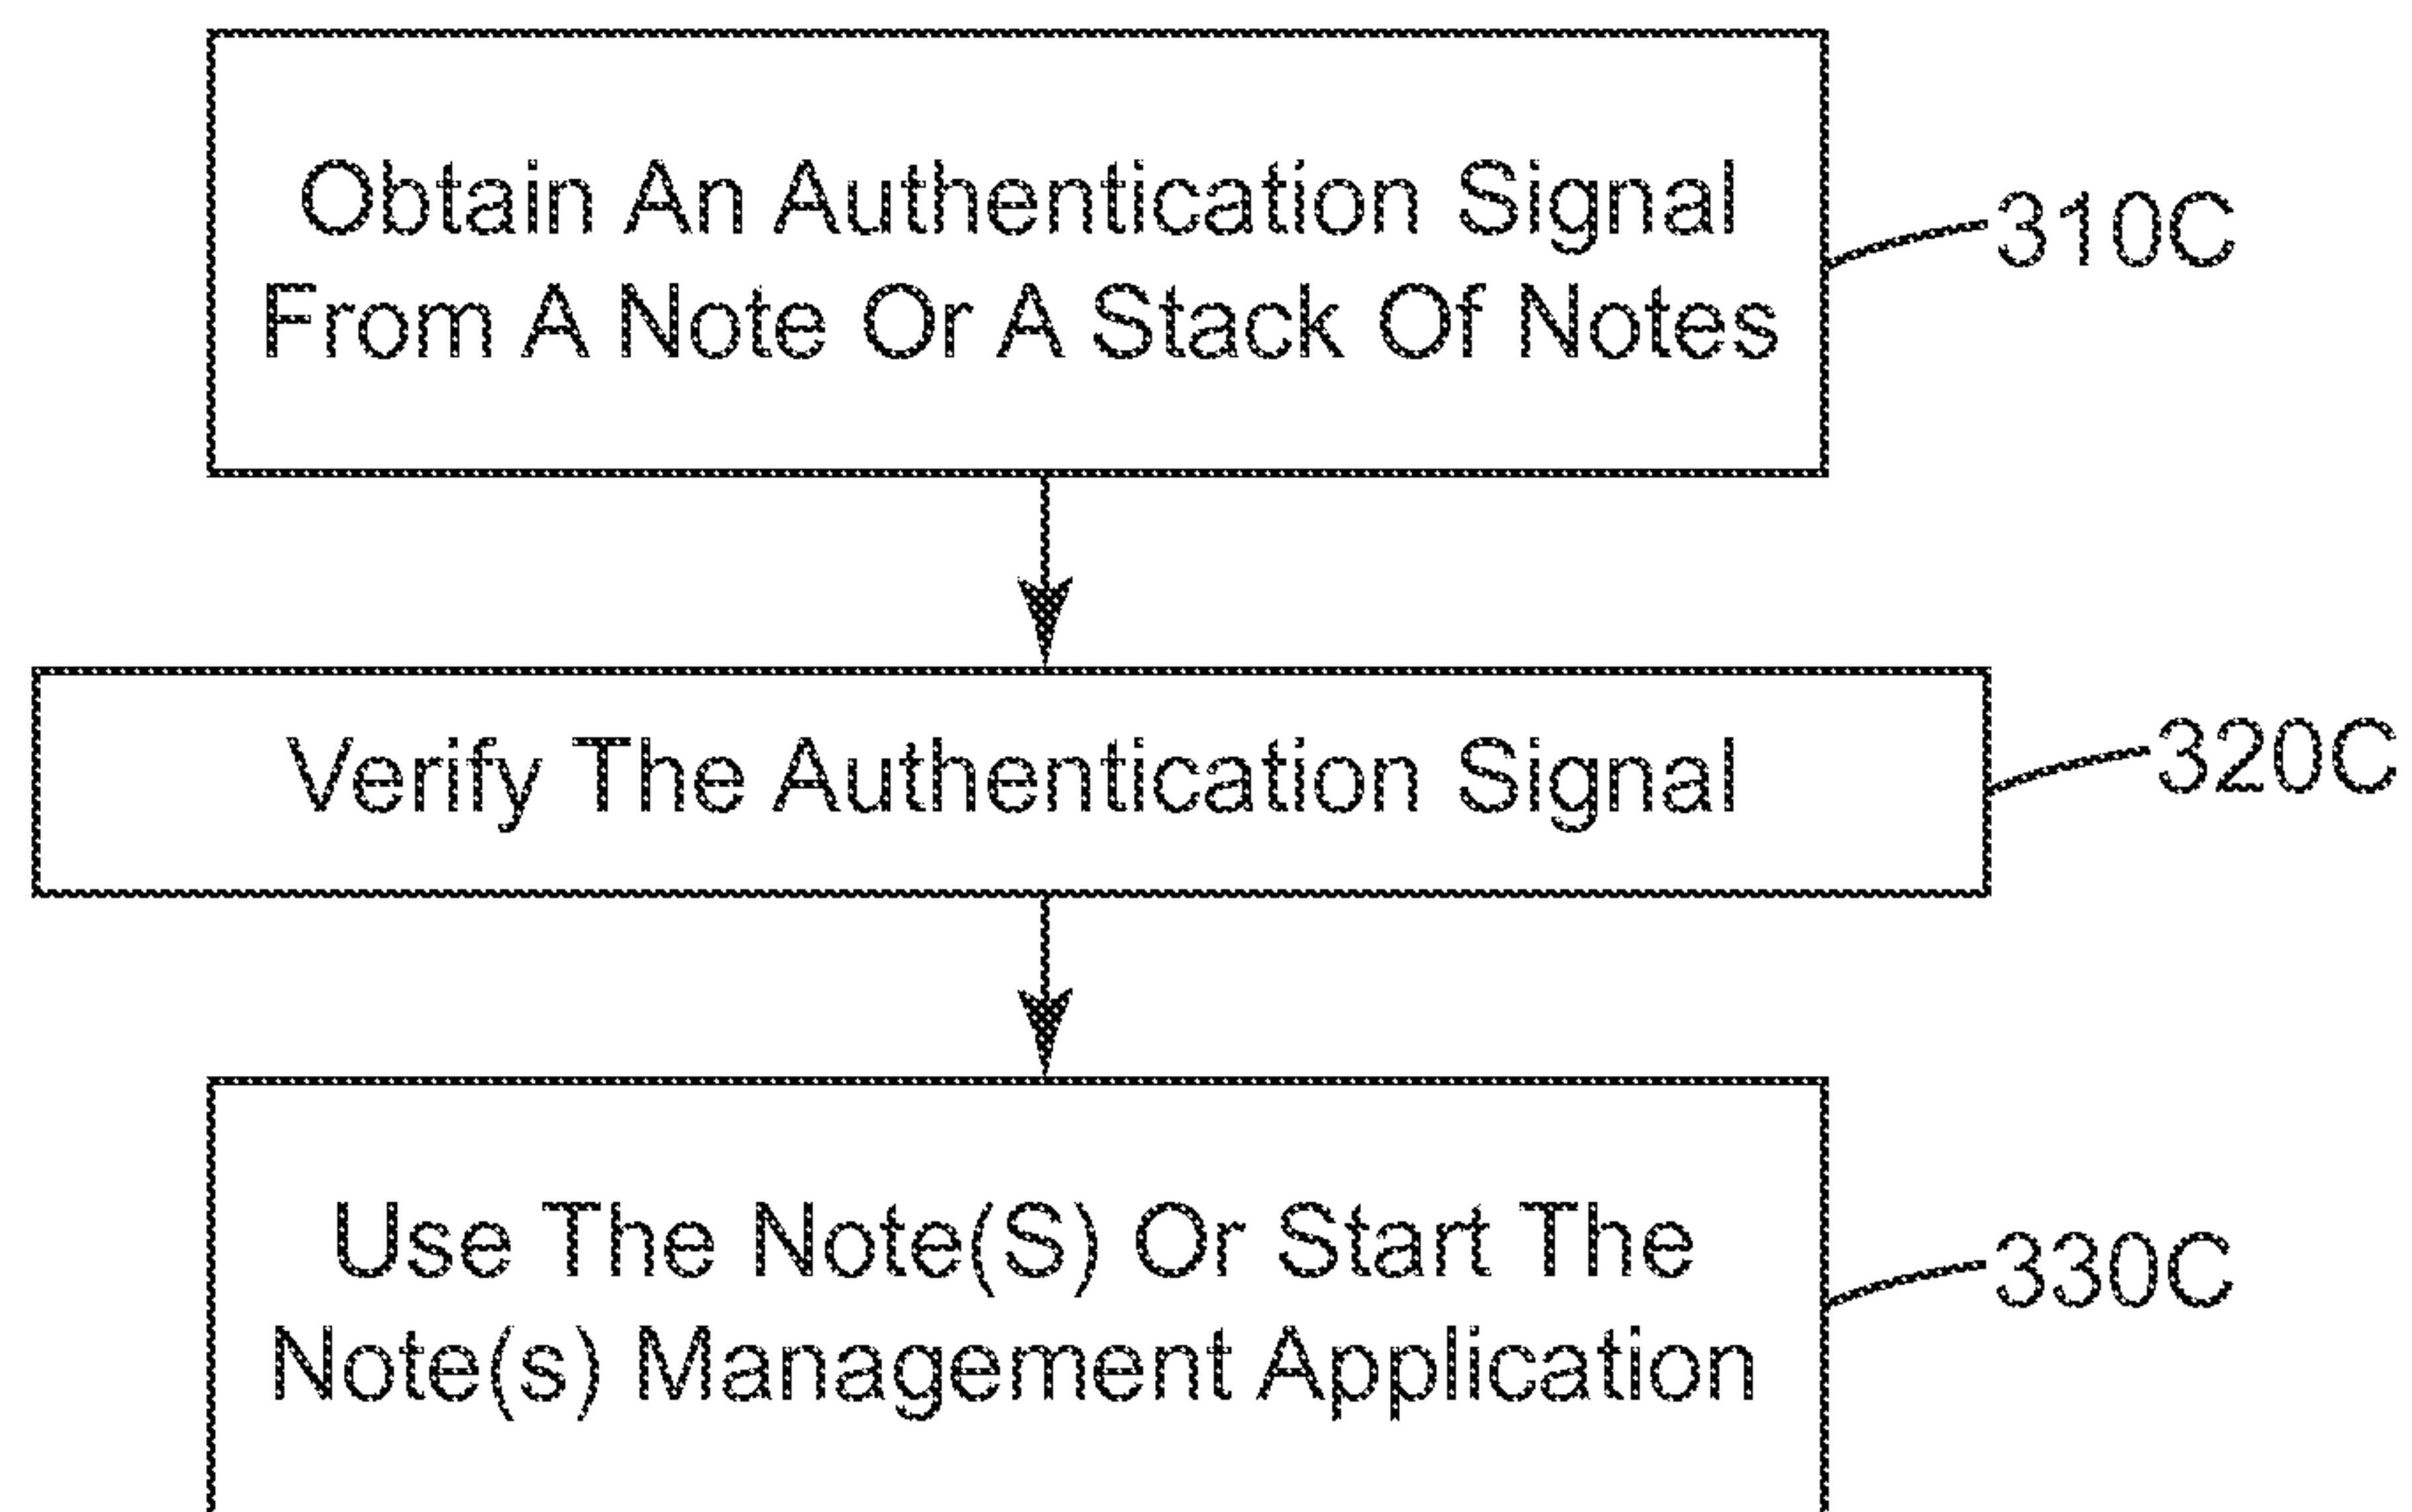 Obtain An Authentication Signal
From A Note Or A Stack Of Notes
310C
Verify The Authentication Signal
320C
Use The Note(S) Or Start The
Note(s) Management Application
330C